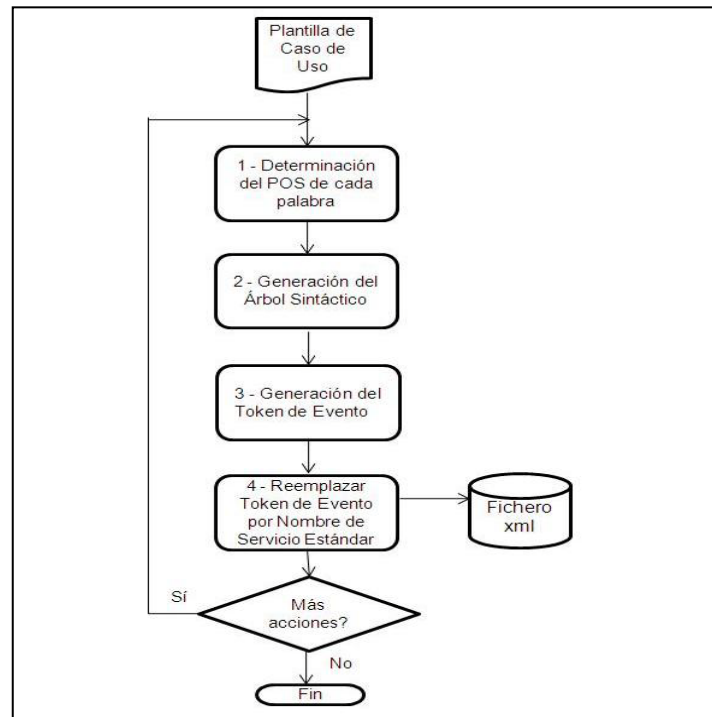 Plantilla de
Caso de
Uso
1 - Determinación
del POS de cada
palabra
2 - Generación del
Árbol Sintáctico
3 - Generación del
Token de Evento
4 - Reemplazar
Token de Evento
por Nombre de
Servicio Estándar
Fichero
xml
Sí
Más
acciones?
No
Fin